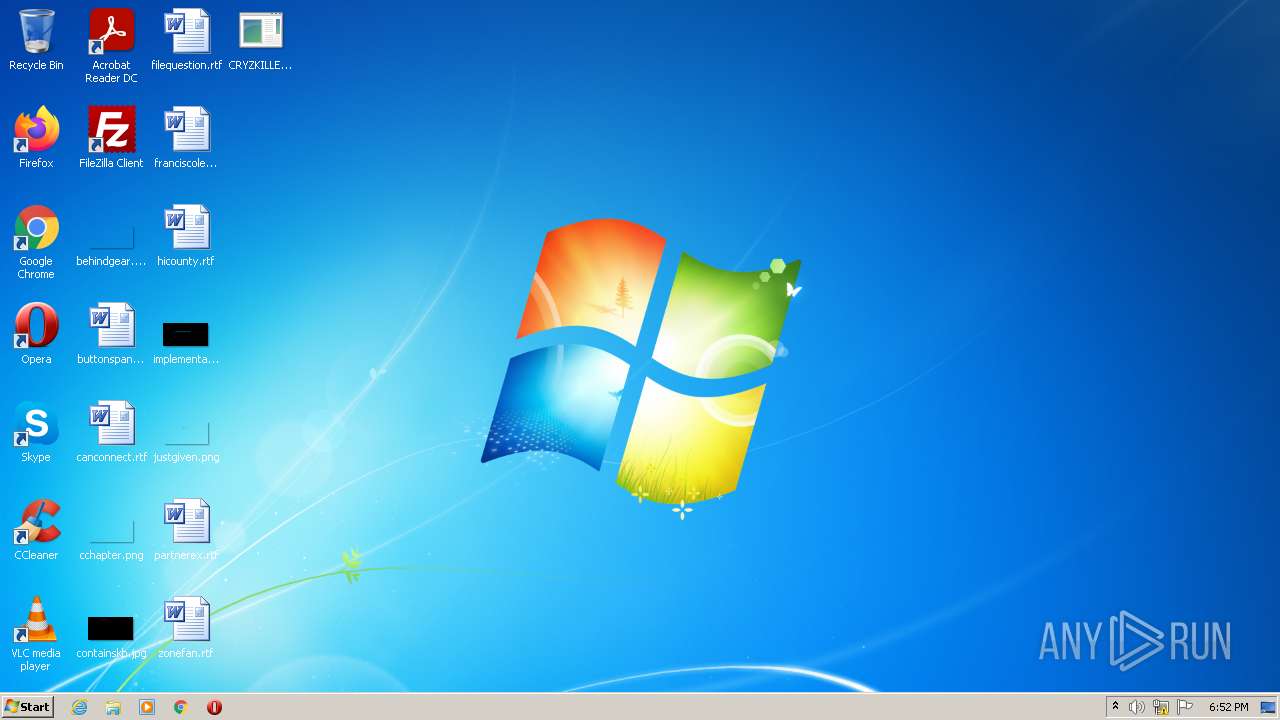 Recycle Bin
Acrobat
Reader DC
filequestion.rtf
CRYZKILLE...
Firefox
FileZilla Client
franciscole...
Google
Chrome
behindgear....
hicounty.rtf
Opera
buttonspan...
implementa...
Skype
canconnect.rtf
justgiven.png
CCleaner
cchapter.png
partnerex.rtf
VLC media
player
containskb.jpg
zonefan.rtf
ANY RUN
Start
6:52 PM